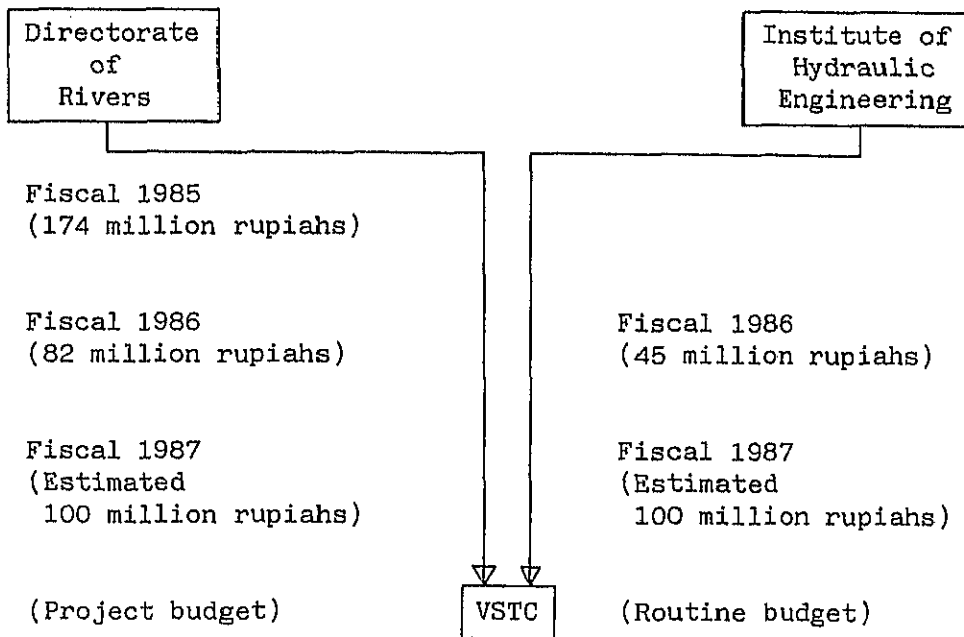 Directorate
of
Rivers
Institute of
Hydraulic
Engineering
Fiscal 1985
(174 million rupiahs)
Fiscal 1986
(82 million rupiahs)
Fiscal 1986
(45 million rupiahs)
Fiscal 1987
(Estimated
100 million rupiahs)
Fiscal 1987
(Estimated
100 million rupiahs)
(Project budget)
VSTC
(Routine budget)